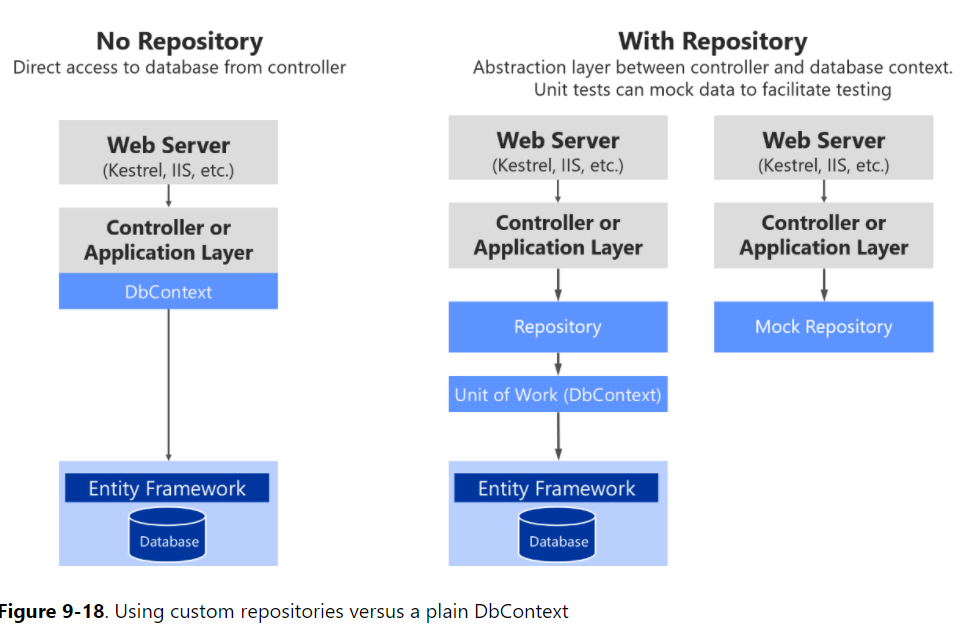 No Repository
Direct access to database from controller
Web Server
(Kestrel, IIS, etc.)
Controller or
Application Layer
DbContext
Entity Framework
Database
With Repository
Abstraction layer between controller and database context.
Unit tests can mock data to facilitate testing
Web Server
(Kestrel, IIS, etc.)
Controller or
Application Layer
Repository
Unit of Work (DbContext)
Entity Framework
Database
Web Server
(Kestrel, IIS, etc.)
Controller or
Application Layer
Mock Repository
Figure 9-18. Using custom repositories versus a plain DbContext